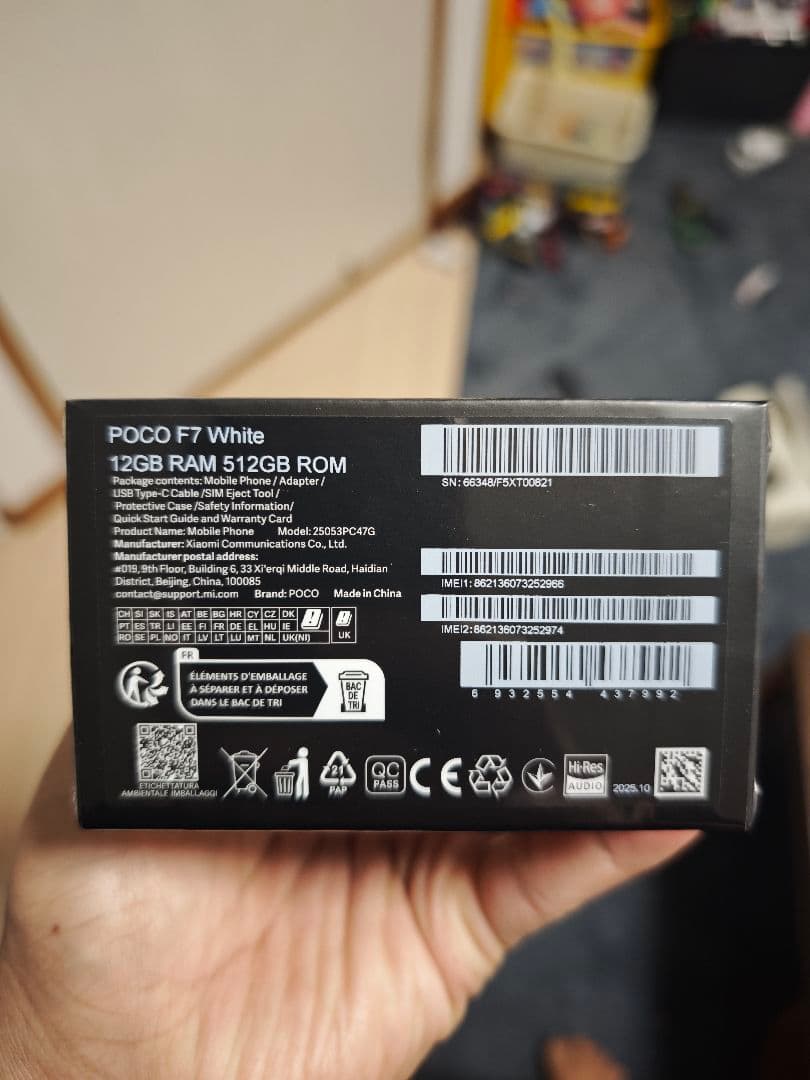 POCO F7 White
12GB RAM 512GB ROM
Package contents: Mobile Phone / Adapter /
USB Type-C Cable /SIM Eject Tool /
Protective Case /Safety Information/
Quick Start Guide and Warranty Card
Product Name: Mobile Phone Model: 25053PC47G
Manufacturer: Xiaomi Communications Co., Ltd.
Manufacturer postal address:
#019, 9th Floor, Building 6, 33 Xi'erqi Middle Road, Haidian
District, Beijing, China, 100085
contact@support.mi.com Brand: POCO Made in China
SN: 66348/F5XT00821
IMEI1: 862136073252966
IMEI2: 862136073252974
6 932554 437992
CH SI SK IS AT BE BG HR CY CZ DK
PT ES TR LI EE FI FR DE EL HU IE
RO SE PL NO IT LV LT LU MT NL UK(NI)
UK
FR
ÉLÉMENTS D'EMBALLAGE
À SÉPARER ET À DÉPOSER
DANS LE BAC DE TRI
BAC
DE
TRI
ETICHETTATURA
AMBIENTALE IMBALLAGGI
21
PAP
QC
PASS
CE
Hi-Res
AUDIO
2025.10